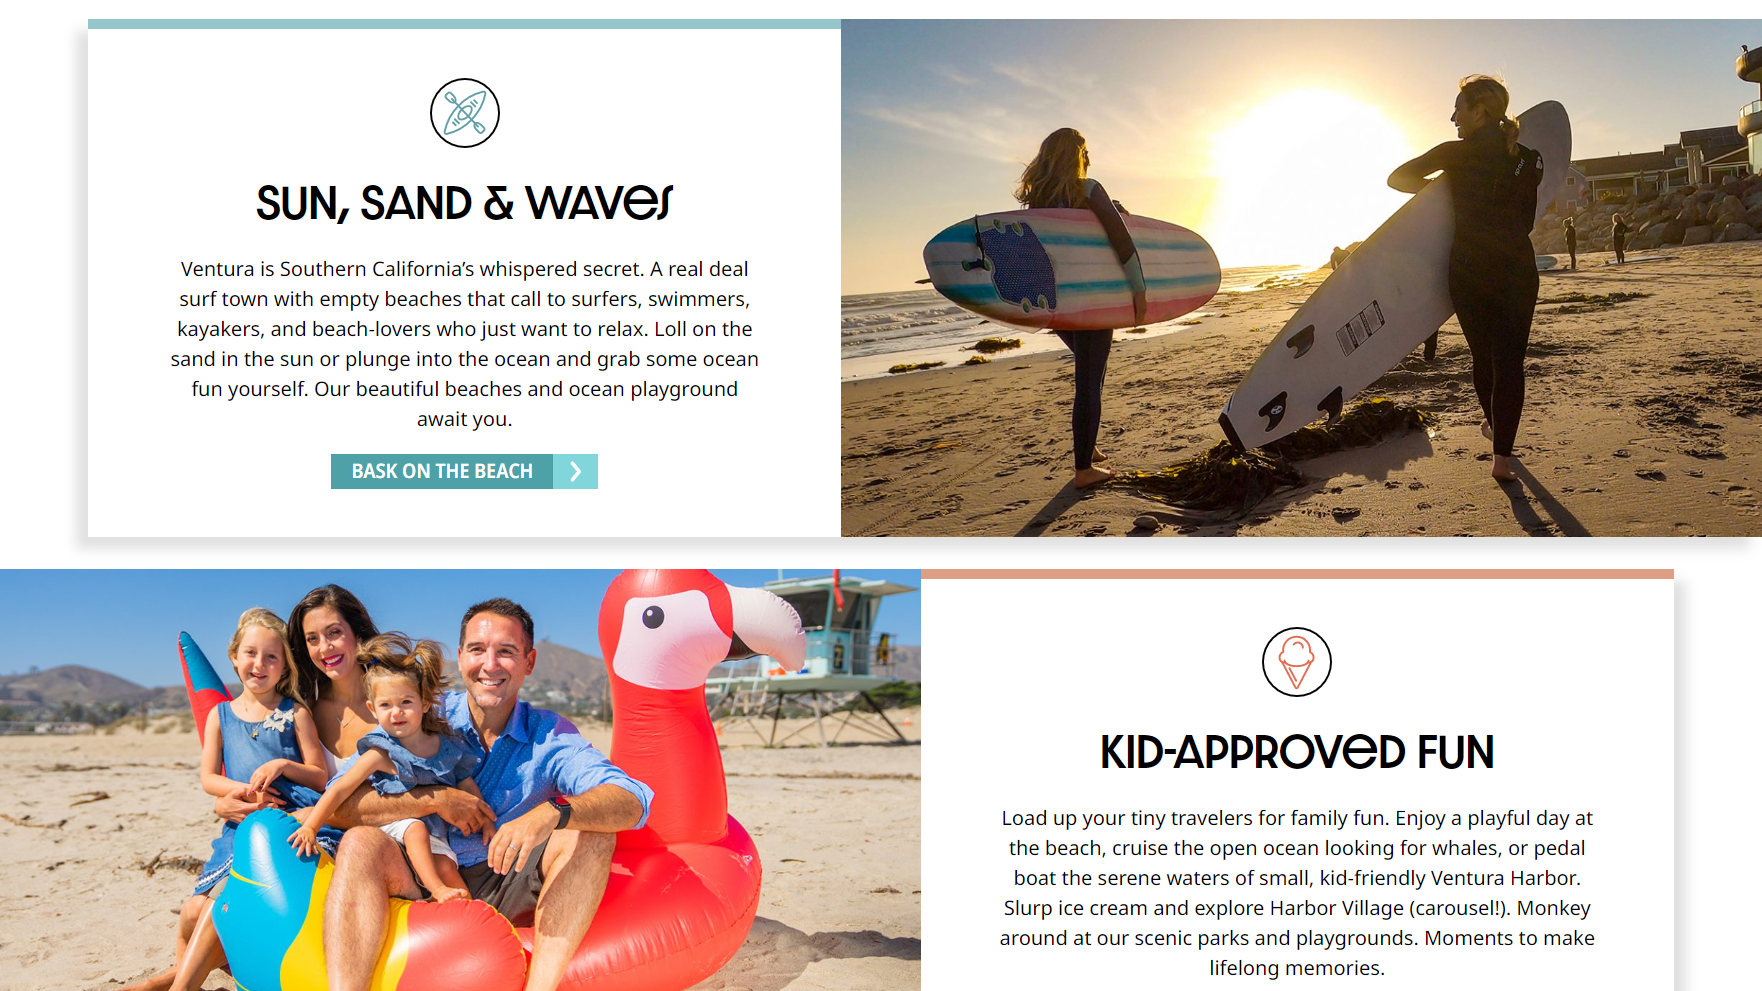 SUN, SAND & WAVES
Ventura is Southern California’s whispered secret. A real deal
surf town with empty beaches that call to surfers, swimmers,
kayakers, and beach-lovers who just want to relax. Loll on the
sand in the sun or plunge into the ocean and grab some ocean
fun yourself. Our beautiful beaches and ocean playground
await you.
BASK ON THE BEACH
KID-APPROVED FUN
Load up your tiny travelers for family fun. Enjoy a playful day at
the beach, cruise the open ocean looking for whales, or pedal
boat the serene waters of small, kid-friendly Ventura Harbor.
Slurp ice cream and explore Harbor Village (carousel!). Monkey
around at our scenic parks and playgrounds. Moments to make
lifelong memories.